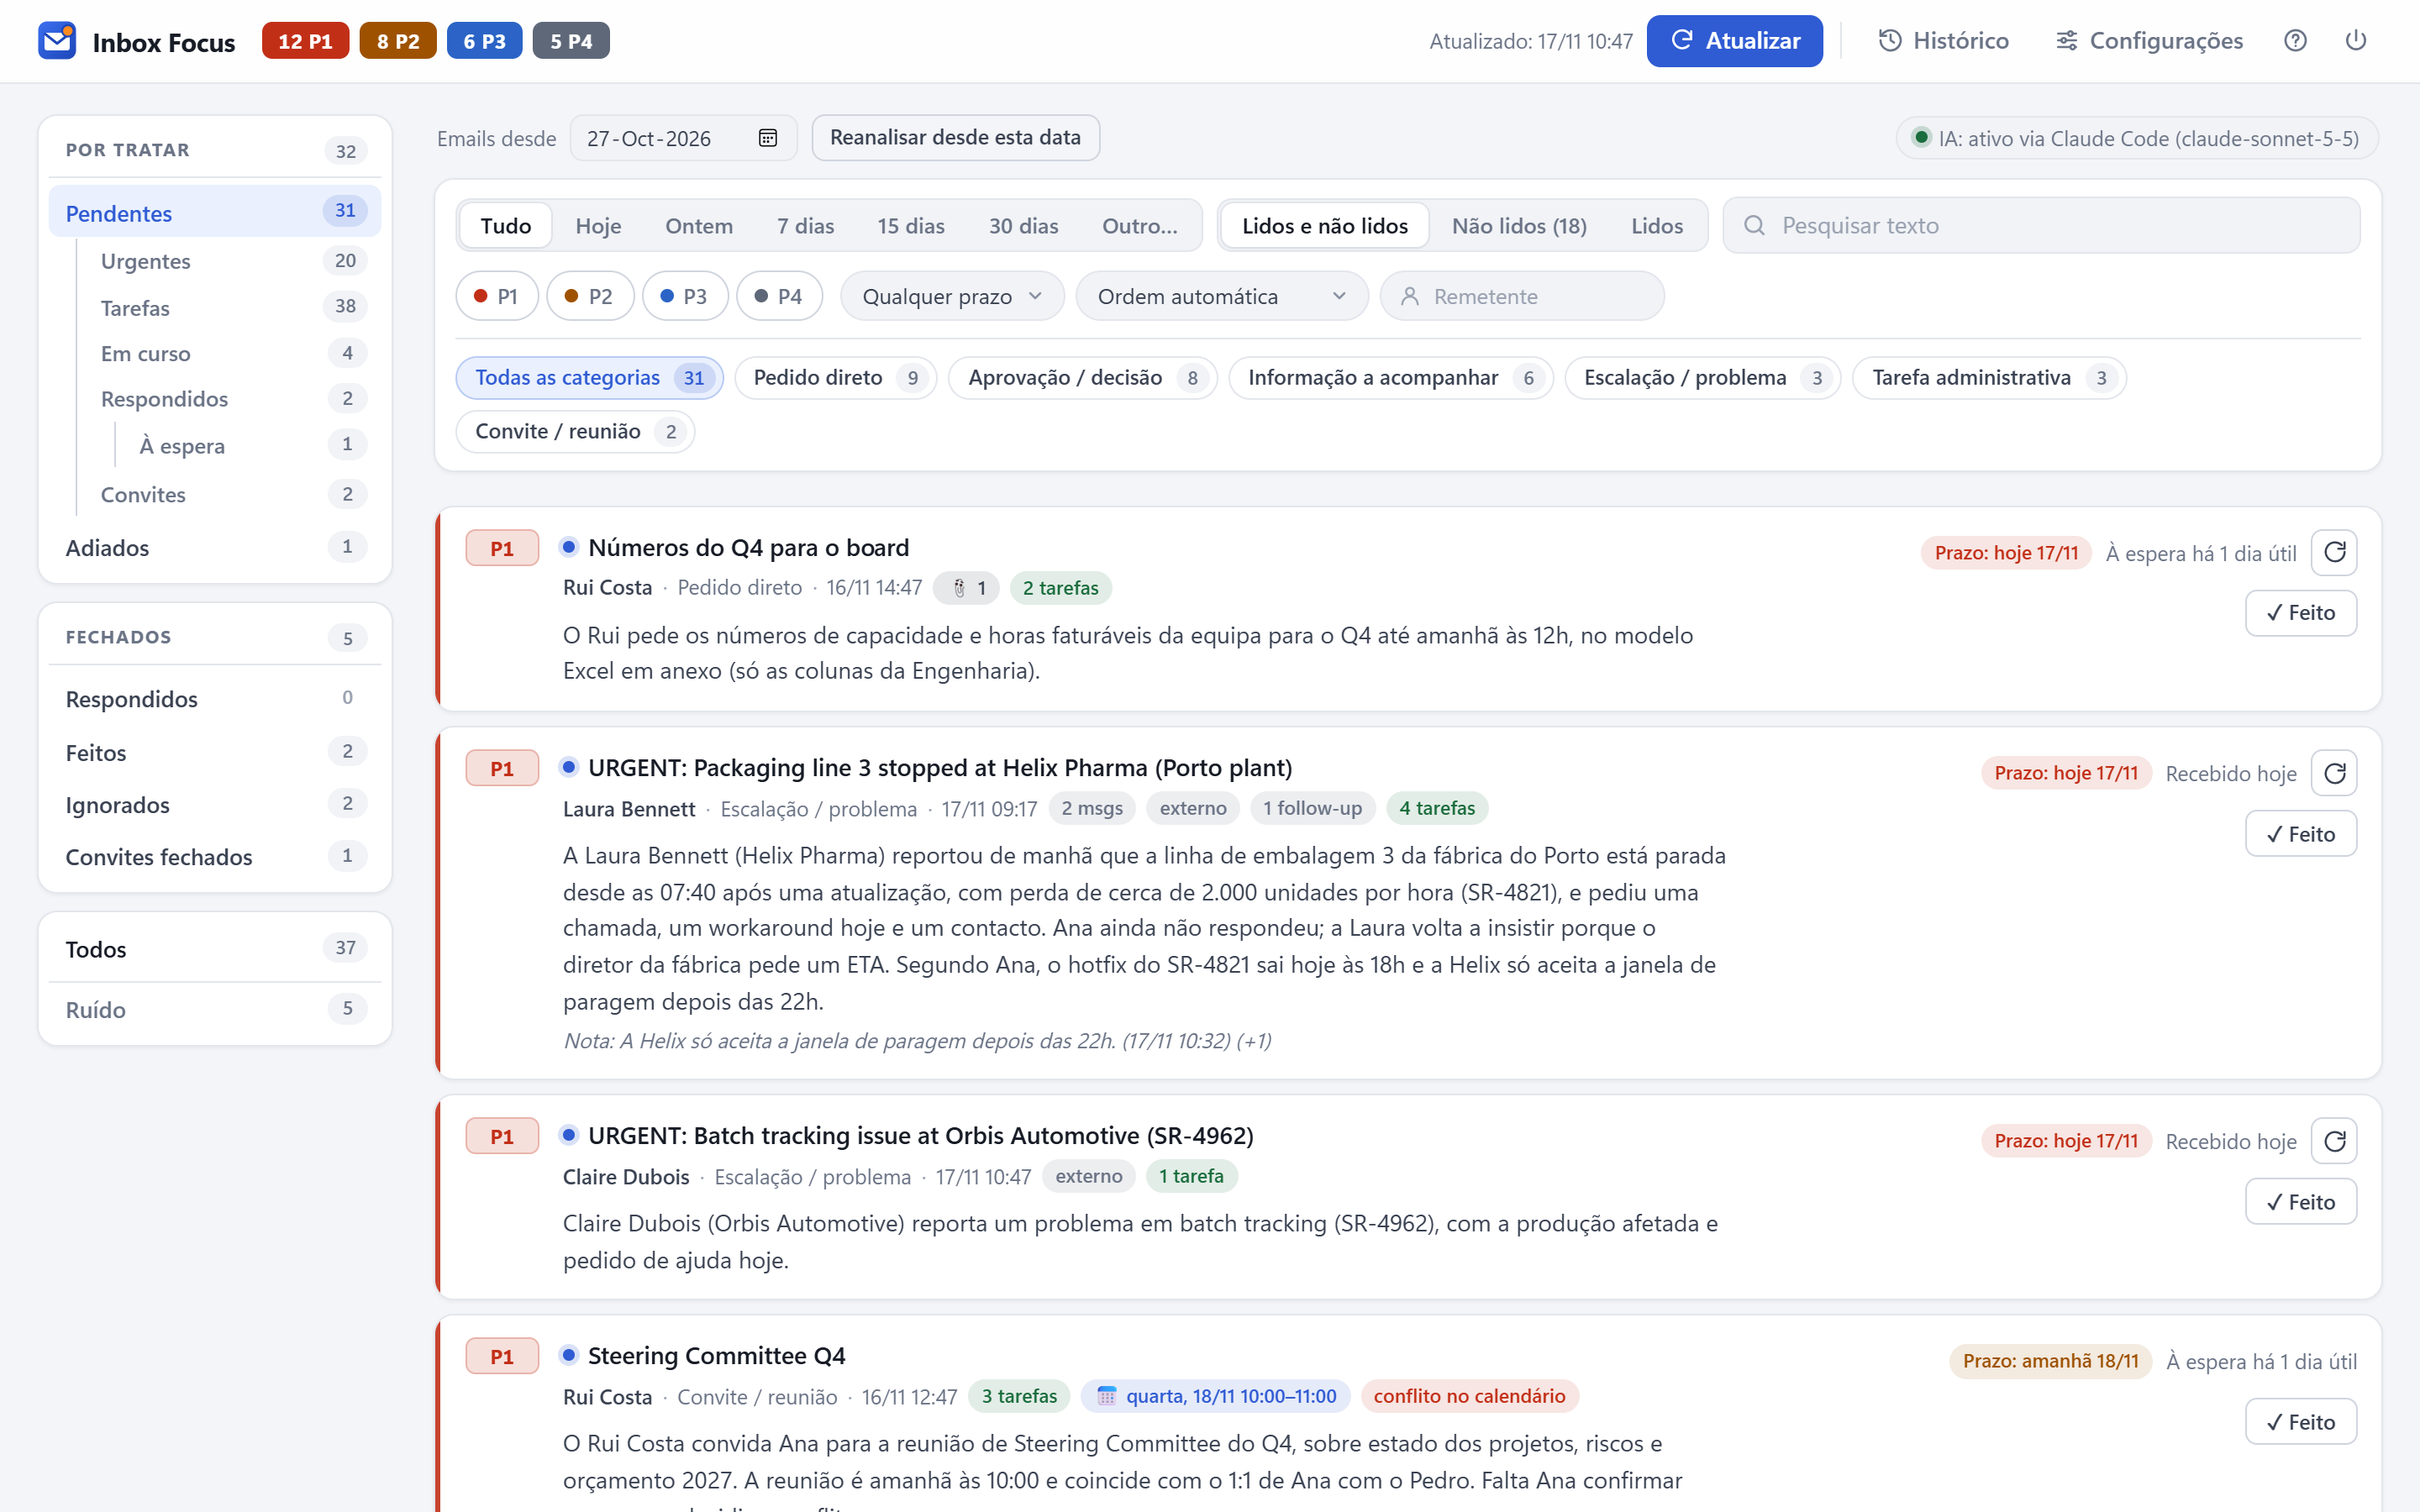 Inbox Focus
12 P1
8 P2
6 P3
5 P4
Atualizado: 17/11 10:47
Atualizar
Histórico
Configurações
POR TRATAR 32
Pendentes 31
Urgentes 20
Tarefas 38
Em curso 4
Respondidos 2
À espera 1
Convites 2
Adiados 1
FECHADOS 5
Respondidos 0
Feitos 2
Ignorados 2
Convites fechados 1
Todos 37
Ruído 5
Emails desde 27-Oct-2026 Reanalisar desde esta data
IA: ativo via Claude Code (claude-sonnet-5-5)
Tudo Hoje Ontem 7 dias 15 dias 30 dias Outro... Lidos e não lidos Não lidos (18) Lidos Pesquisar texto
P1 P2 P3 P4 Qualquer prazo Ordem automática Remetente
Todas as categorias 31 Pedido direto 9 Aprovação / decisão 8 Informação a acompanhar 6 Escalação / problema 3 Tarefa administrativa 3
Convite / reunião 2
P1 Números do Q4 para o board Prazo: hoje 17/11 À espera há 1 dia útil
Rui Costa · Pedido direto · 16/11 14:47 1 2 tarefas
✓ Feito
O Rui pede os números de capacidade e horas faturáveis da equipa para o Q4 até amanhã às 12h, no modelo
Excel em anexo (só as colunas da Engenharia).
P1 URGENT: Packaging line 3 stopped at Helix Pharma (Porto plant) Prazo: hoje 17/11 Recebido hoje
Laura Bennett · Escalação / problema · 17/11 09:17 2 msgs externo 1 follow-up 4 tarefas
✓ Feito
A Laura Bennett (Helix Pharma) reportou de manhã que a linha de embalagem 3 da fábrica do Porto está parada
desde as 07:40 após uma atualização, com perda de cerca de 2.000 unidades por hora (SR-4821), e pediu uma
chamada, um workaround hoje e um contacto. Ana ainda não respondeu; a Laura volta a insistir porque o
diretor da fábrica pede um ETA. Segundo Ana, o hotfix do SR-4821 sai hoje às 18h e a Helix só aceita a janela de
paragem depois das 22h.
Nota: A Helix só aceita a janela de paragem depois das 22h. (17/11 10:32) (+1)
P1 URGENT: Batch tracking issue at Orbis Automotive (SR-4962) Prazo: hoje 17/11 Recebido hoje
Claire Dubois · Escalação / problema · 17/11 10:47 externo 1 tarefa
✓ Feito
Claire Dubois (Orbis Automotive) reporta um problema em batch tracking (SR-4962), com a produção afetada e
pedido de ajuda hoje.
P1 Steering Committee Q4 Prazo: amanhã 18/11 À espera há 1 dia útil
Rui Costa · Convite / reunião · 16/11 12:47 3 tarefas quarta, 18/11 10:00–11:00 conflito no calendário
✓ Feito
O Rui Costa convida Ana para a reunião de Steering Committee do Q4, sobre estado dos projetos, riscos e
orçamento 2027. A reunião é amanhã às 10:00 e coincide com o 1:1 de Ana com o Pedro. Falta Ana confirmar